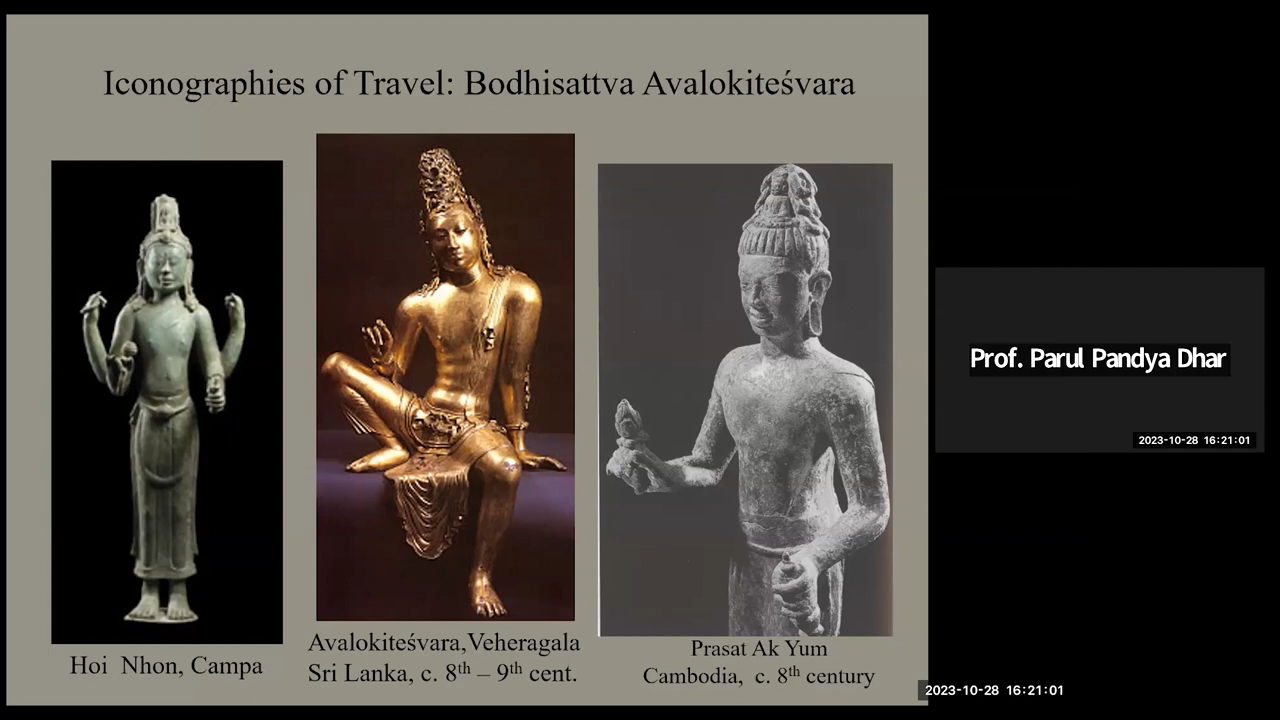 Iconographies of Travel: Bodhisattva Avalokiteśvara
Hoi Nhon, Campa
Avalokiteśvara,Veheragala
Sri Lanka, c. 8th – 9th cent.
Prasat Ak Yum
Cambodia, c. 8th century
Prof. Parul Pandya Dhar
2023-10-28 16:21:01
2023-10-28 16:21:01